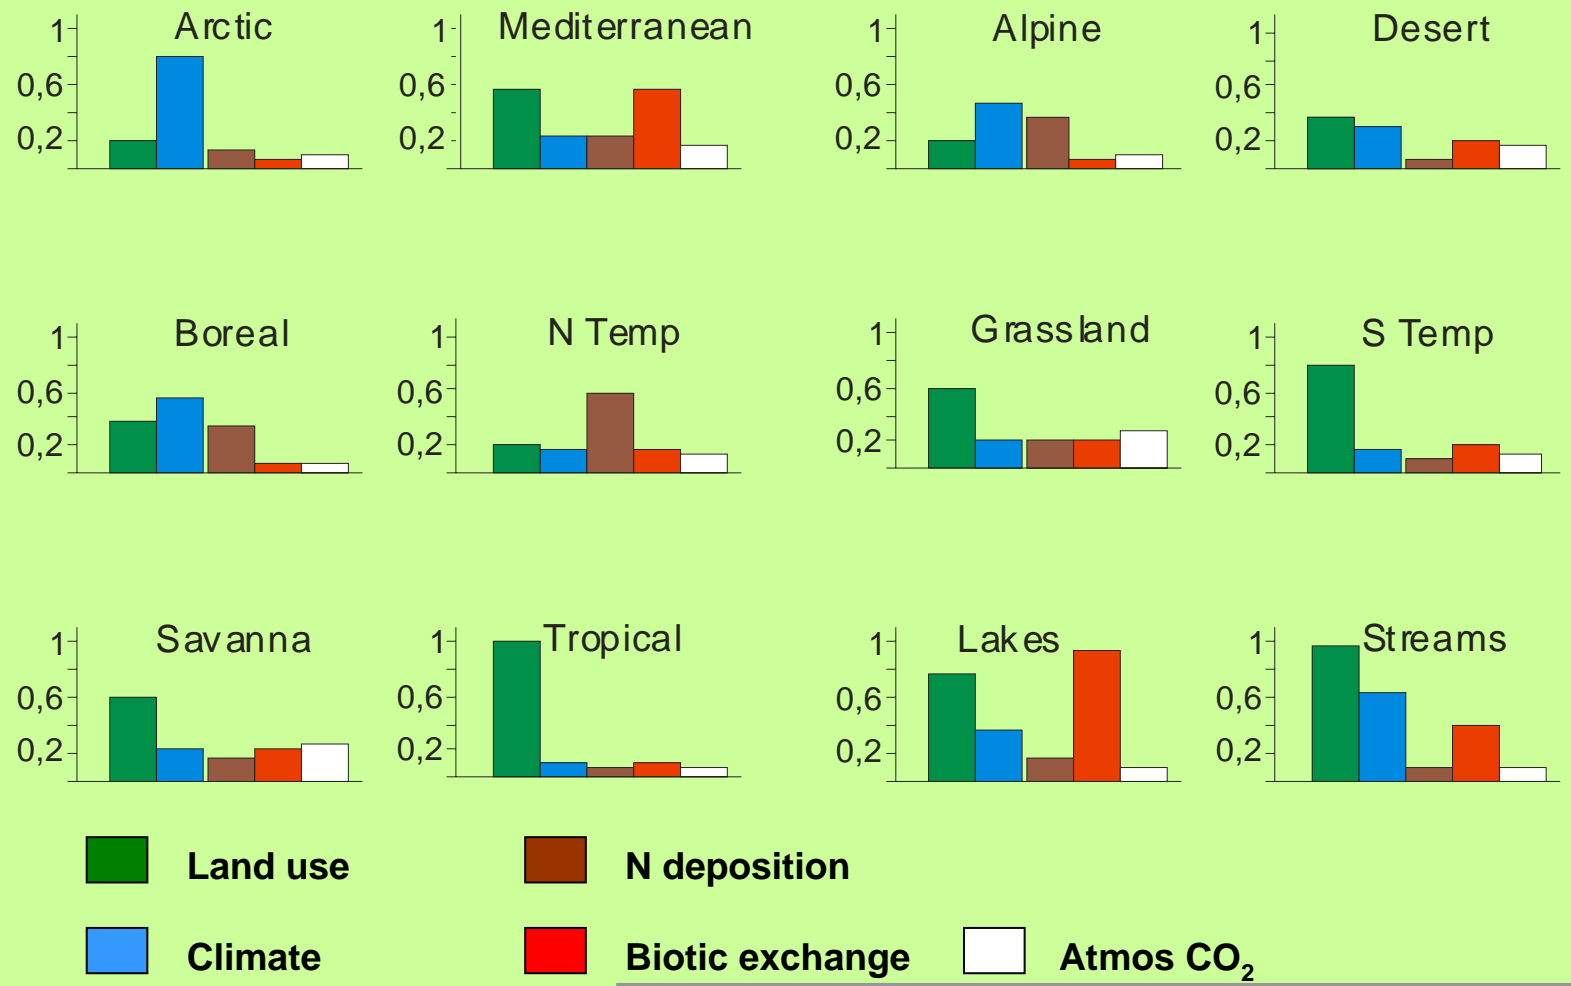 Arctic
1
0,6
0,2
Mediterranean
1
0,6
0,2
Alpine
1
0,6
0,2
Desert
1
0,6
0,2
Boreal
1
0,6
0,2
N Temp
1
0,6
0,2
Grassland
1
0,6
0,2
S Temp
1
0,6
0,2
Savanna
1
0,6
0,2
Tropical
1
0,6
0,2
Lakes
1
0,6
0,2
Streams
1
0,6
0,2
Land use
N deposition
Climate
Biotic exchange
Atmos CO₂